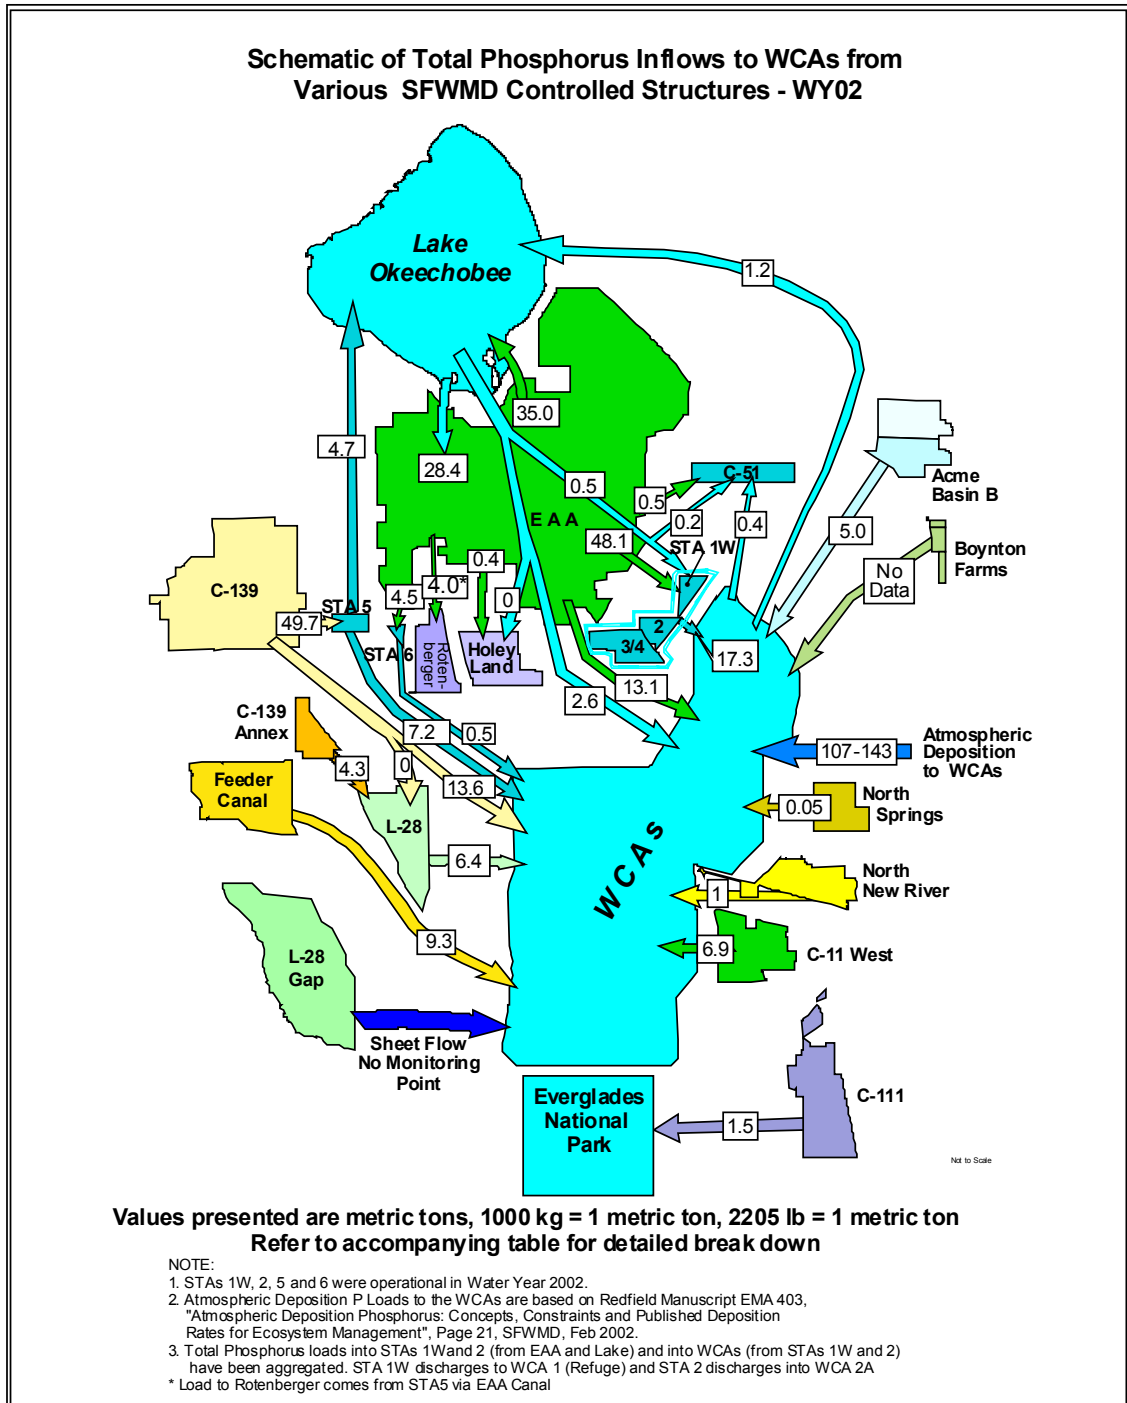 Schematic of Total Phosphorus Inflows to WCAs from
Various SFWMD Controlled Structures - WY02
Lake
Okeechobee
1.2
35.0
4.7
28.4
0.5
C-51
0.5
Acme
Basin B
EAA
0.2
0.4
5.0
48.1
STA 1W
Boynton
Farms
No
Data
0.4
4.0*
4.5
0
C-139
STA 5
49.7
2
3/4
STA 6
Roten-
berger
Holey
Land
17.3
13.1
2.6
C-139
Annex
7.2
0.5
Atmospheric
Deposition
to WCAs
107-143
4.3
0
Feeder
Canal
13.6
North
Springs
0.05
L-28
6.4
WCAs
North
New River
1
9.3
6.9
C-11 West
L-28
Gap
Sheet Flow
No Monitoring
Point
Everglades
National
Park
C-111
1.5
Not to Scale
Values presented are metric tons, 1000 kg = 1 metric ton, 2205 lb = 1 metric ton
Refer to accompanying table for detailed break down
NOTE:
1. STAs 1W, 2, 5 and 6 were operational in Water Year 2002.
2. Atmospheric Deposition P Loads to the WCAs are based on Redfield Manuscript EMA 403,
"Atmospheric Deposition Phosphorus: Concepts, Constraints and Published Deposition
Rates for Ecosystem Management", Page 21, SFWMD, Feb 2002.
3. Total Phosphorus loads into STAs 1Wand 2 (from EAA and Lake) and into WCAs (from STAs 1W and 2)
have been aggregated. STA 1W discharges to WCA 1 (Refuge) and STA 2 discharges into WCA 2A
* Load to Rotenberger comes from STA5 via EAA Canal